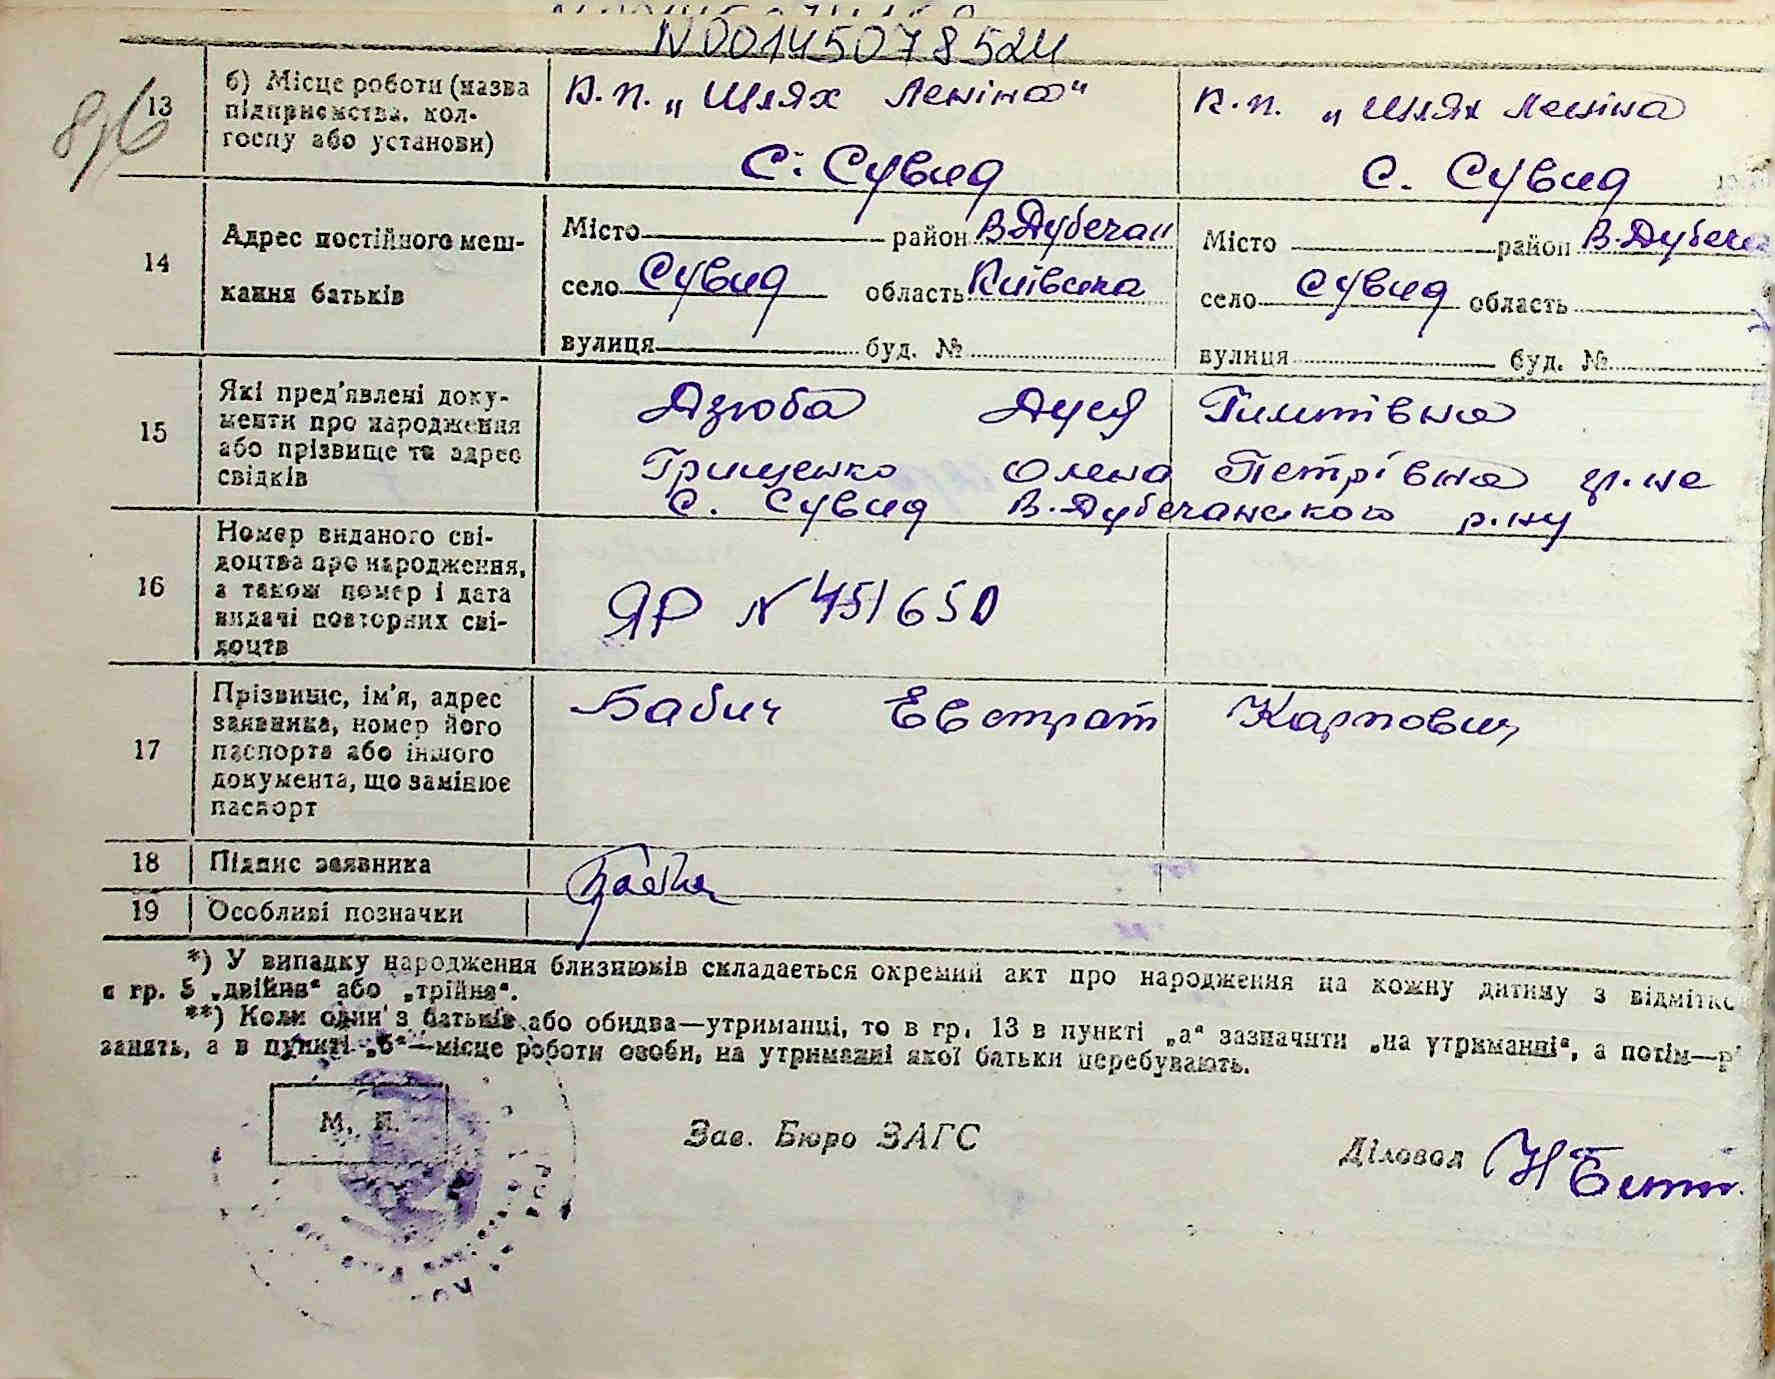 N00145078524
8/6
13 б) Місце роботи (назва підприємства, колгоспу або установи)
К.п. „Шлях Леніна"
с. Сувид
К.п. „Шлях Леніна
с. Сувид
14 Адрес постійного мешкання батьків
Місто район В.Дубечан
село Сувид область Київська
вулиця буд. №
Місто район В.Дубеча
село Сувид область
вулиця буд. №
15 Які пред'явлені документи про народження або прізвище та адрес свідків
Дзюба Дуся Тимтівна
Грищенко Олена Петрівна гр.не
с. Сувид В.Дубечанського р.ну
16 Номер виданого свідоцтва про народження, а також номер і дата видачі повторних свідоцтв
ЯР N 451650
17 Прізвище, ім'я, адрес заявника, номер його паспорта або іншого документа, що замінює паспорт
Бабич Евстрат Карпович
18 Підпис заявника
19 Особливі позначки
*) У випадку народження близнюків складається окремий акт про народження на кожну дитину з відмітко
в гр. 5 „двійня" або „трійня".
**) Коли один з батьків або обидва—утриманці, то в гр. 13 в пункті „а" зазначити „на утриманні", а потім—р
занять, а в пункті „б"—місце роботи особи, на утриманні якої батьки перебувають.
М. П.
Зав. Бюро ЗАГС
Діловод